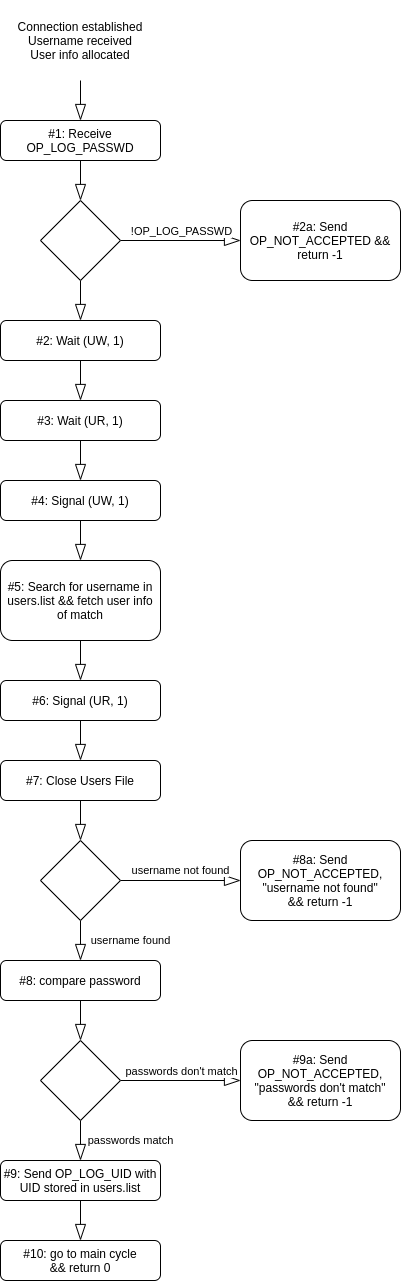 Connection established
Username received
User info allocated
#1: Receive
OP_LOG_PASSWD
!OP_LOG_PASSWD
#2a: Send
OP_NOT_ACCEPTED &&
return -1
#2: Wait (UW, 1)
#3: Wait (UR, 1)
#4: Signal (UW, 1)
#5: Search for username in
users.list && fetch user info
of match
#6: Signal (UR, 1)
#7: Close Users File
username not found
#8a: Send
OP_NOT_ACCEPTED,
"username not found"
&& return -1
username found
#8: compare password
passwords don't match
#9a: Send
OP_NOT_ACCEPTED,
"passwords don't match"
&& return -1
passwords match
#9: Send OP_LOG_UID with
UID stored in users.list
#10: go to main cycle
&& return 0